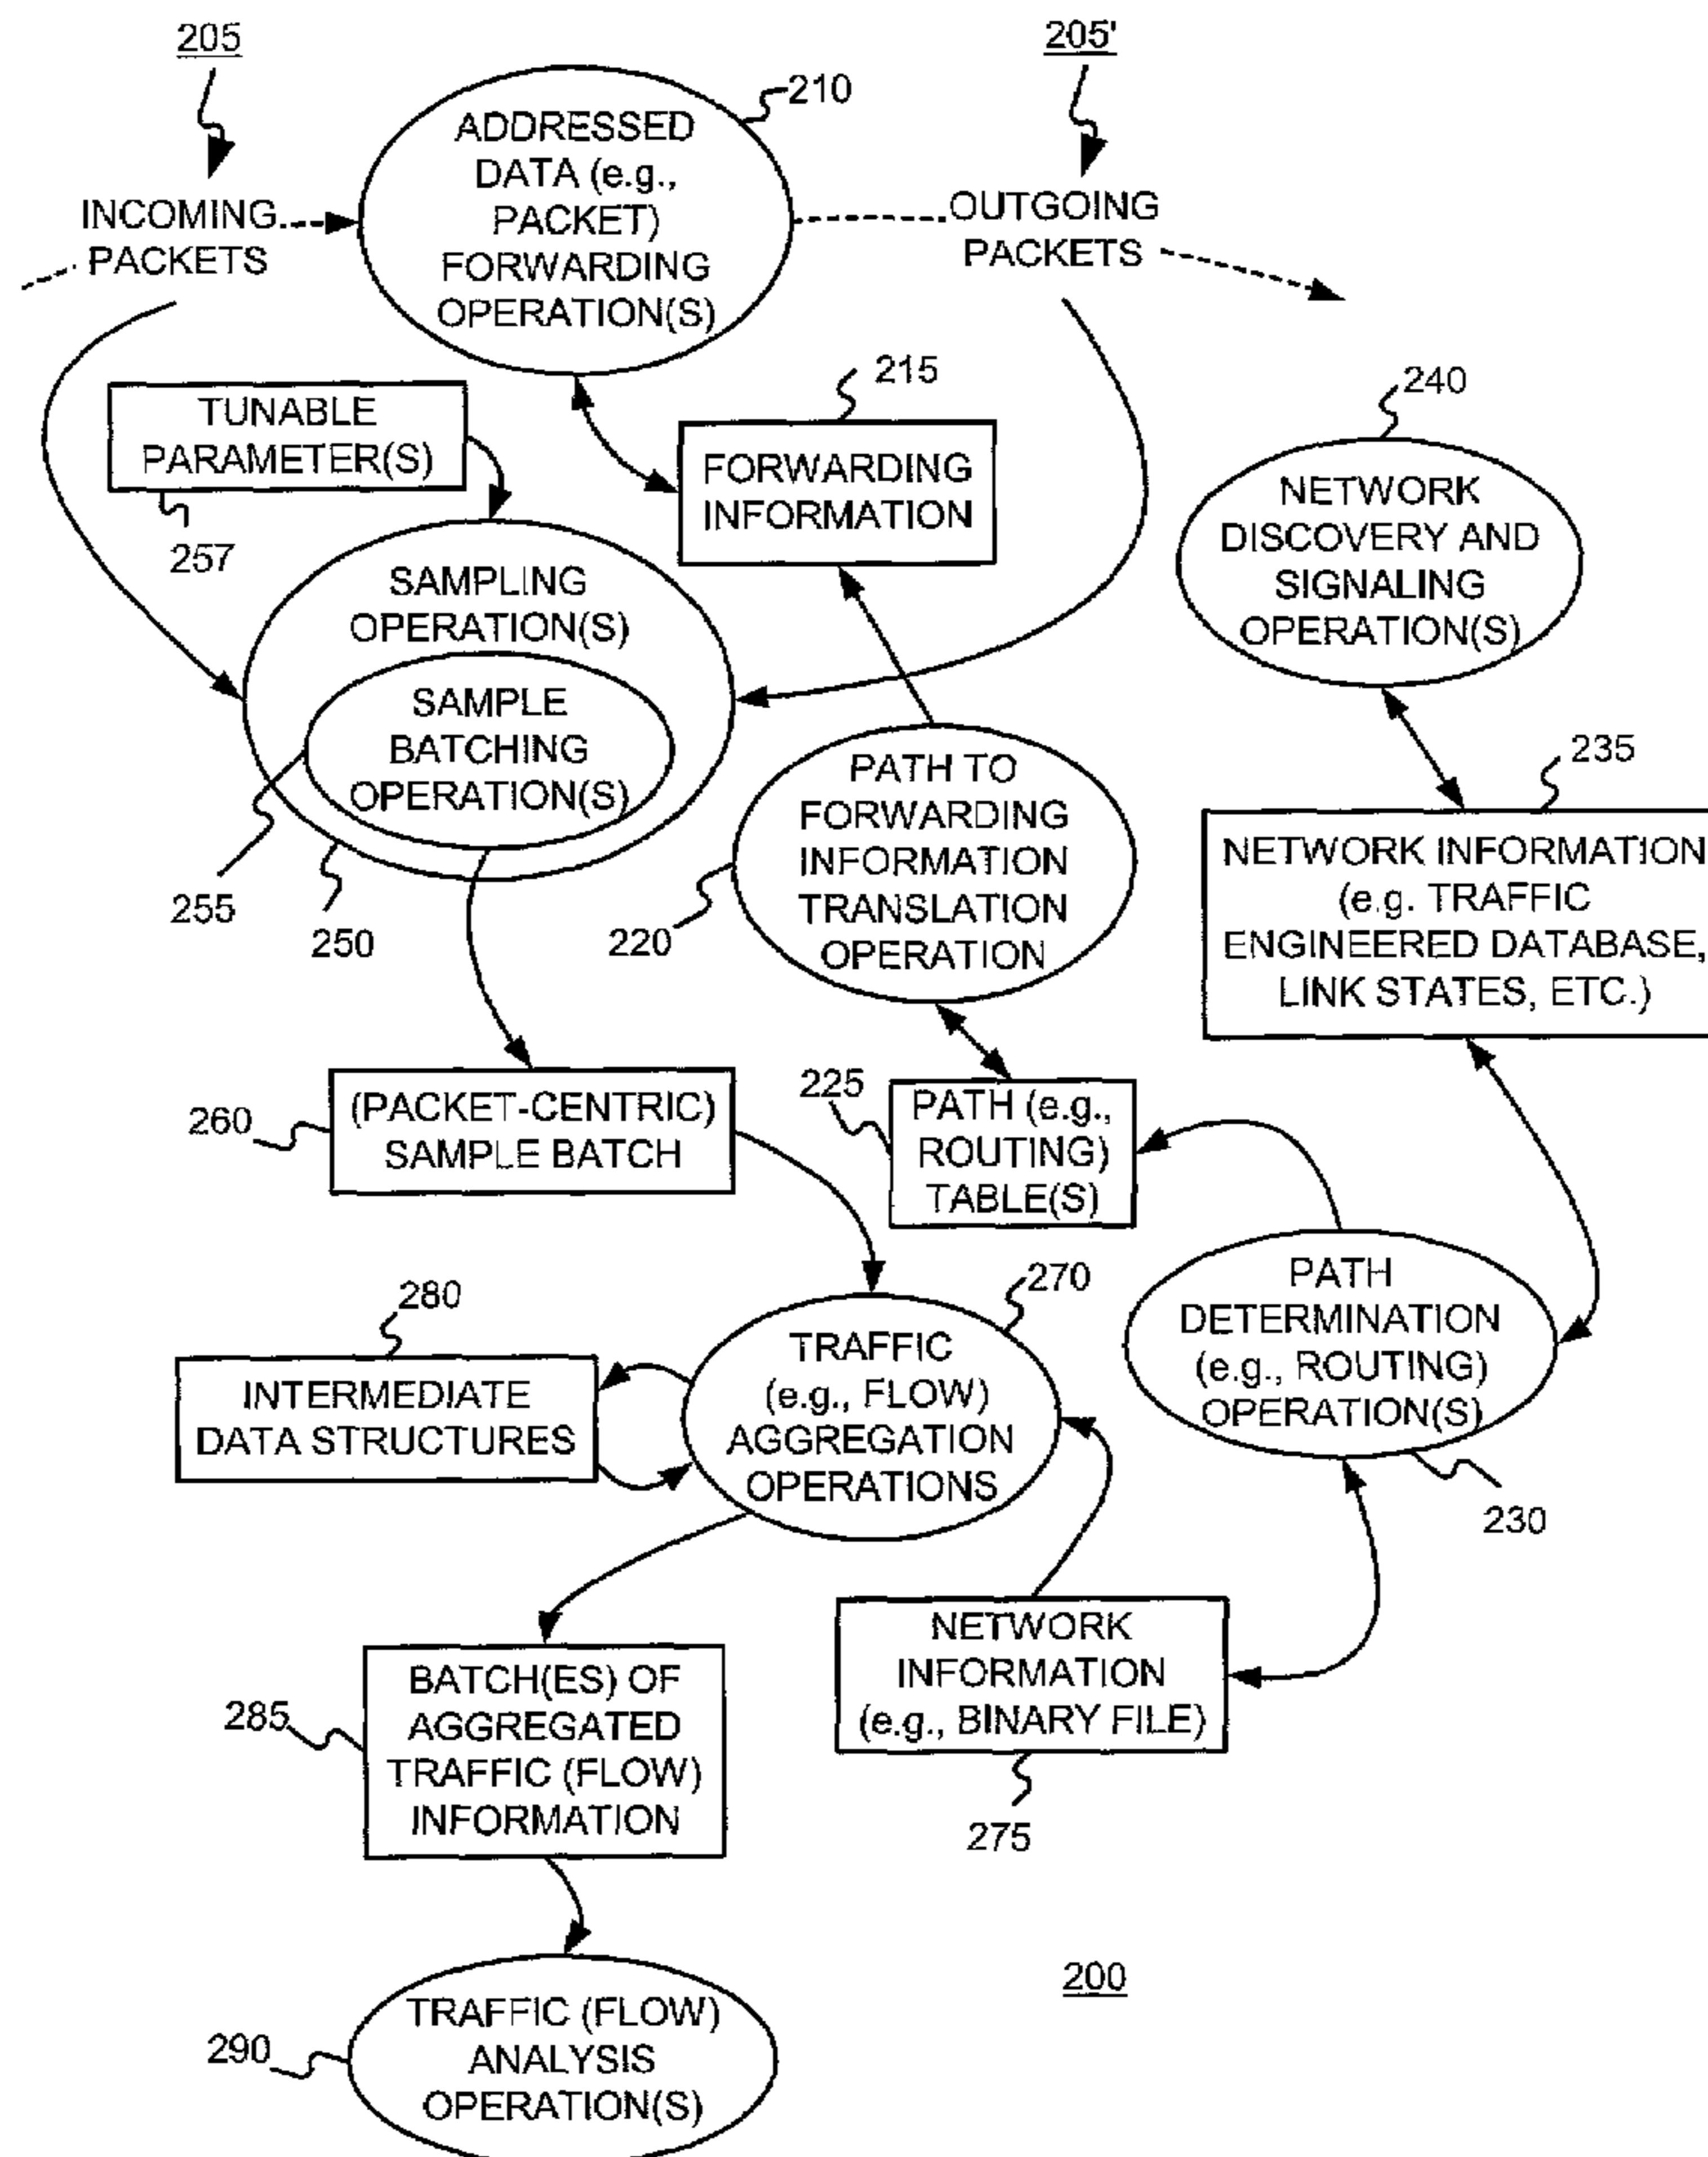 205
205'
210
ADDRESSED
DATA (e.g.,
PACKET)
FORWARDING
OPERATION(S)
INCOMING
PACKETS
OUTGOING
PACKETS
215
240
TUNABLE
PARAMETER(S)
257
FORWARDING
INFORMATION
NETWORK
DISCOVERY AND
SIGNALING
OPERATION(S)
SAMPLING
OPERATION(S)
SAMPLE
BATCHING
OPERATION(S)
255
250
220
PATH TO
FORWARDING
INFORMATION
TRANSLATION
OPERATION
235
NETWORK INFORMATION
(e.g. TRAFFIC
ENGINEERED DATABASE,
LINK STATES, ETC.)
260
(PACKET-CENTRIC)
SAMPLE BATCH
225
PATH (e.g.,
ROUTING)
TABLE(S)
270
280
INTERMEDIATE
DATA STRUCTURES
TRAFFIC
(e.g., FLOW)
AGGREGATION
OPERATIONS
PATH
DETERMINATION
(e.g., ROUTING)
OPERATION(S)
230
285
BATCH(ES) OF
AGGREGATED
TRAFFIC (FLOW)
INFORMATION
NETWORK
INFORMATION
(e.g., BINARY FILE)
275
200
290
TRAFFIC (FLOW)
ANALYSIS
OPERATION(S)